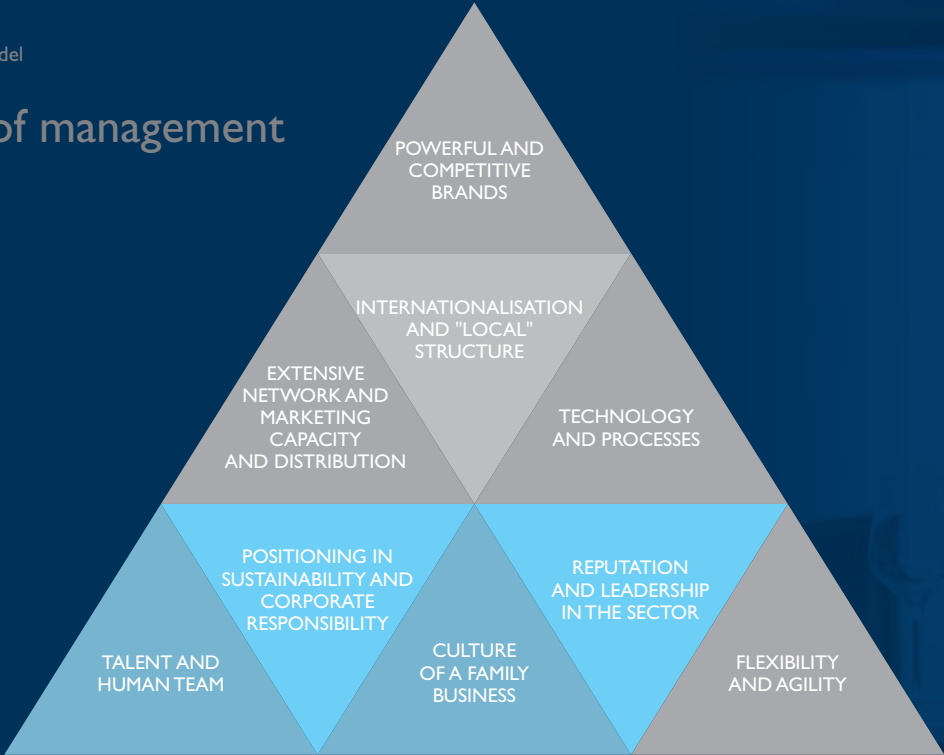 del
of management
POWERFUL AND
COMPETITIVE
BRANDS
INTERNATIONALISATION
AND "LOCAL"
STRUCTURE
EXTENSIVE
NETWORK AND
MARKETING
CAPACITY
AND DISTRIBUTION
TECHNOLOGY
AND PROCESSES
POSITIONING IN
SUSTAINABILITY AND
CORPORATE
RESPONSIBILITY
REPUTATION
AND LEADERSHIP
IN THE SECTOR
TALENT AND
HUMAN TEAM
CULTURE
OF A FAMILY
BUSINESS
FLEXIBILITY
AND AGILITY